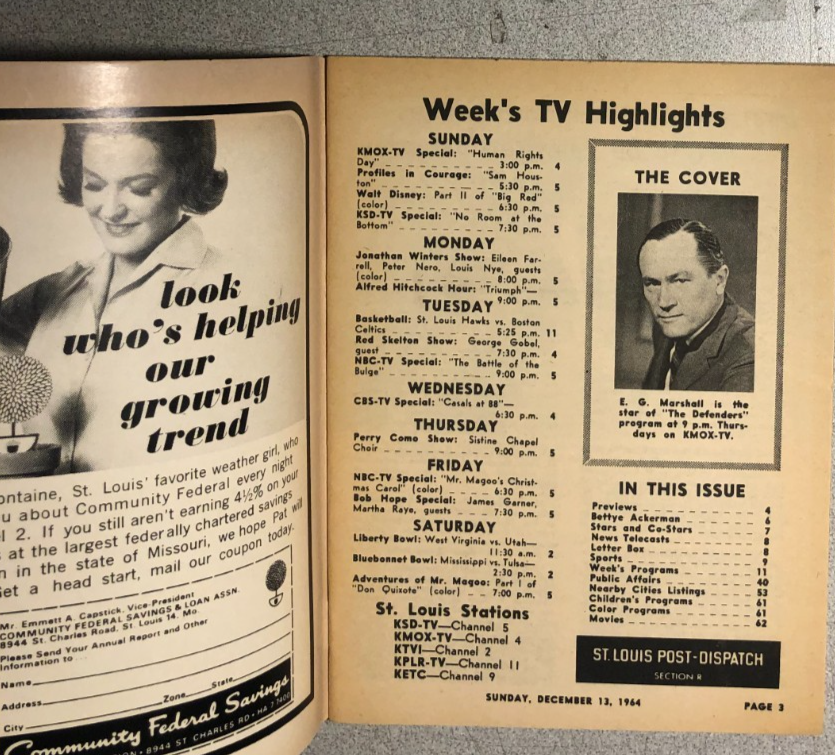 look
who's helping
our
growing
trend
ontaine, St. Louis' favorite weather girl, who
u about Community Federal every night
l 2. If you still aren't earning 4½% on your
s at the largest federally chartered savings
n in the state of Missouri, we hope Pat will
et a head start, mail our coupon today.
Mr. Emmett A. Capstick, Vice-President
COMMUNITY FEDERAL SAVINGS & LOAN ASSN.
8944 St. Charles Road, St. Louis 14, Mo.
Please Send Your Annual Report and Other
Information to...
Name
Address
Zone State
City
Community Federal Savings
8944 ST CHARLES RD • HA 7-7400
Week's TV Highlights
SUNDAY
KMOX-TV Special: "Human Rights
Day" 3:00 p.m. 4
Profiles in Courage: "Sam Hous-
ton" 5:30 p.m. 5
Walt Disney: Part II of "Big Red"
(color) 6:30 p.m. 5
KSD-TV Special: "No Room at the
Bottom" 7:30 p.m. 5
MONDAY
Jonathan Winters Show: Eileen Far-
rell, Peter Nero, Louis Nye, guests
(color) 8:00 p.m. 5
Alfred Hitchcock Hour: "Triumph"—
9:00 p.m. 5
TUESDAY
Basketball: St. Louis Hawks vs. Boston
Celtics 5:25 p.m. 11
Red Skelton Show: George Gobel,
guest 7:30 p.m. 4
NBC-TV Special: "The Battle of the
Bulge" 9:00 p.m. 5
WEDNESDAY
CBS-TV Special: "Casals at 88"—
6:30 p.m. 4
THURSDAY
Perry Como Show: Sistine Chapel
Choir 9:00 p.m. 5
FRIDAY
NBC-TV Special: "Mr. Magoo's Christ-
mas Carol" (color) 6:30 p.m. 5
Bob Hope Special: James Garner,
Martha Raye, guests 7:30 p.m. 5
SATURDAY
Liberty Bowl: West Virginia vs. Utah—
11:30 a.m. 2
Bluebonnet Bowl: Mississippi vs. Tulsa—
2:30 p.m. 2
Adventures of Mr. Magoo: Part I of
"Don Quixote" (color) 7:00 p.m. 5
St. Louis Stations
KSD-TV—Channel 5
KMOX-TV—Channel 4
KTVI—Channel 2
KPLR-TV—Channel 11
KETC—Channel 9
THE COVER
E. G. Marshall is the
star of "The Defenders"
program at 9 p.m. Thurs-
days on KMOX-TV.
IN THIS ISSUE
Previews 4
Bettye Ackerman 6
Stars and Co-Stars 7
News Telecasts 8
Letter Box 8
Sports 9
Week's Programs 11
Public Affairs 40
Nearby Cities Listings 53
Children's Programs 61
Color Programs 61
Movies 62
ST. LOUIS POST-DISPATCH
SECTION R
SUNDAY, DECEMBER 13, 1964 PAGE 3